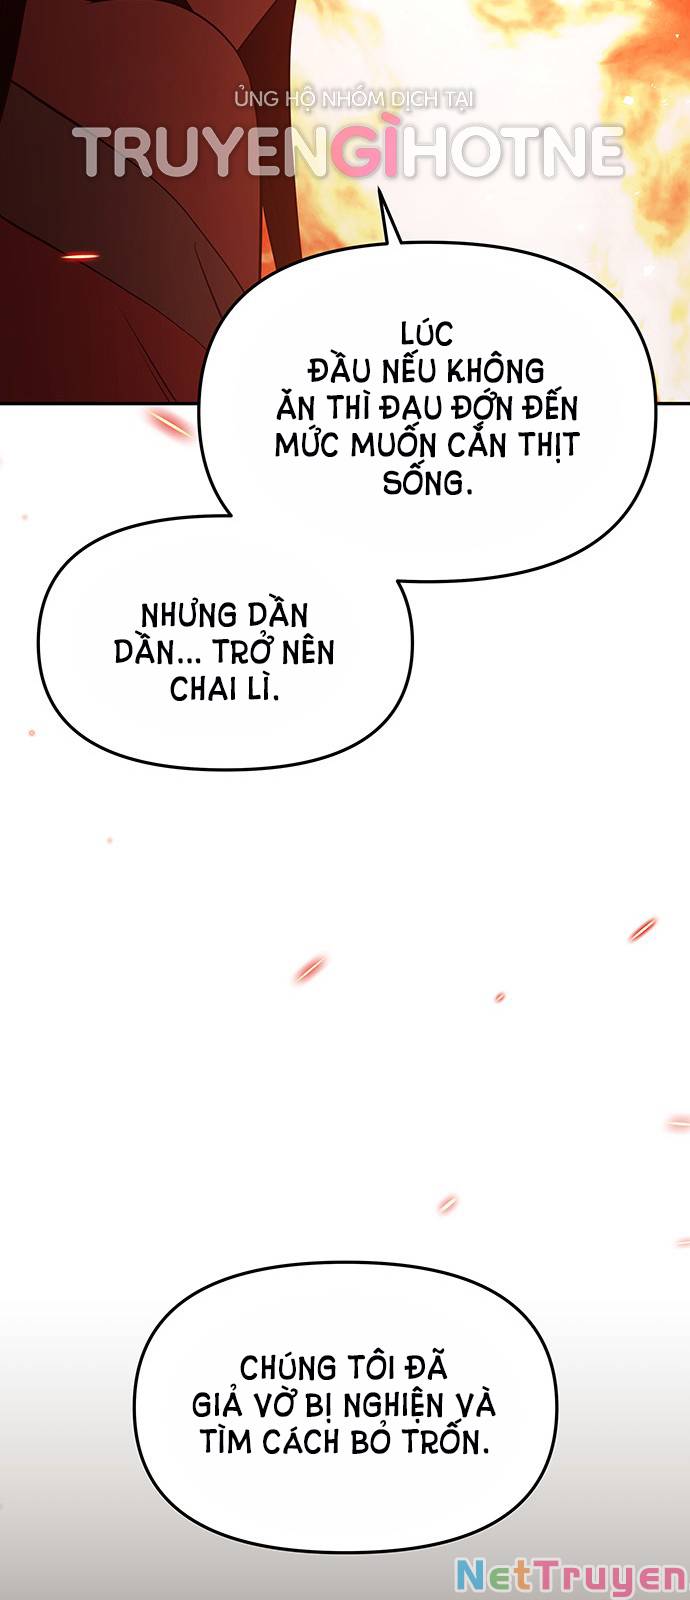 ỦNG HỘ NHÓM DỊCH TẠI
TRUYENGIHOTNE
LÚC
ĐẦU NẾU KHÔNG
ĂN THÌ ĐAU ĐỚN ĐẾN
MỨC MUỐN CẮN THỊT
SỐNG.
NHƯNG DẦN
DẦN... TRỞ NÊN
CHAI LÌ.
CHÚNG TÔI ĐÃ
GIẢ VỜ BỊ NGHIỆN VÀ
TÌM CÁCH BỎ TRỐN.
NetTruyen